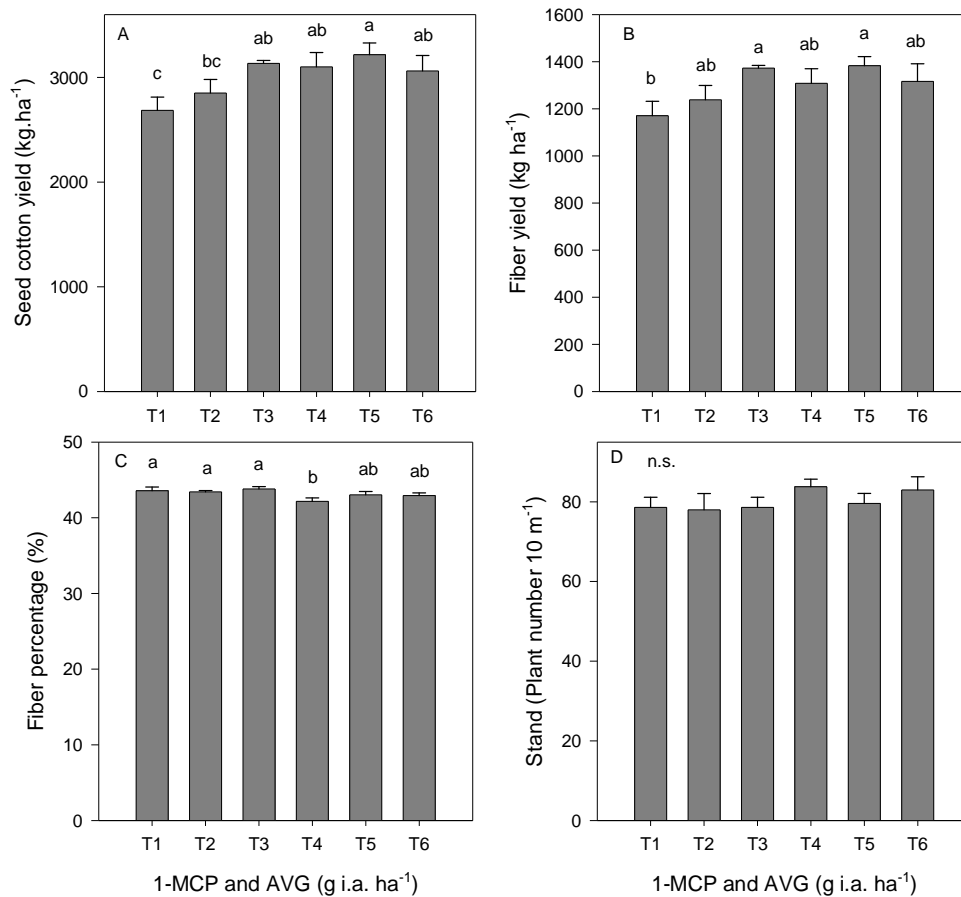 A
Seed cotton yield (kg.ha⁻¹)
3000
2000
1000
0
c
bc
ab
ab
a
ab
T1 T2 T3 T4 T5 T6
B
Fiber yield (kg ha⁻¹)
1600
1400
1200
1000
800
600
400
200
0
b
ab
a
ab
a
ab
T1 T2 T3 T4 T5 T6
C
Fiber percentage (%)
50
40
30
20
10
0
a
a
a
b
ab
ab
T1 T2 T3 T4 T5 T6
1-MCP and AVG (g i.a. ha⁻¹)
D
n.s.
Stand (Plant number 10 m⁻¹)
80
60
40
20
0
T1 T2 T3 T4 T5 T6
1-MCP and AVG (g i.a. ha⁻¹)